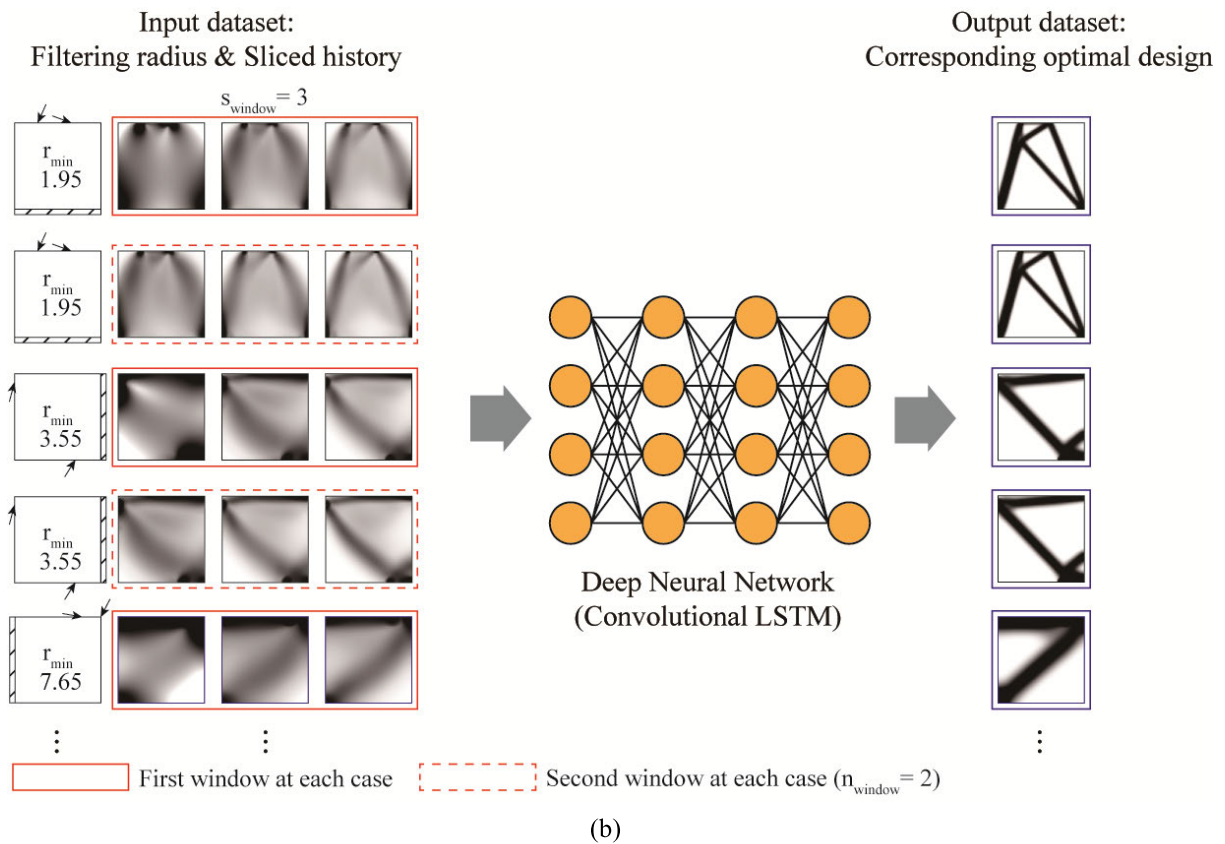 Input dataset:
Filtering radius & Sliced history
Output dataset:
Corresponding optimal design
s_window = 3
r_min
1.95
r_min
1.95
r_min
3.55
r_min
3.55
r_min
7.65
Deep Neural Network
(Convolutional LSTM)
⋮ ⋮ ⋮
First window at each case
Second window at each case (n_window = 2)
(b)